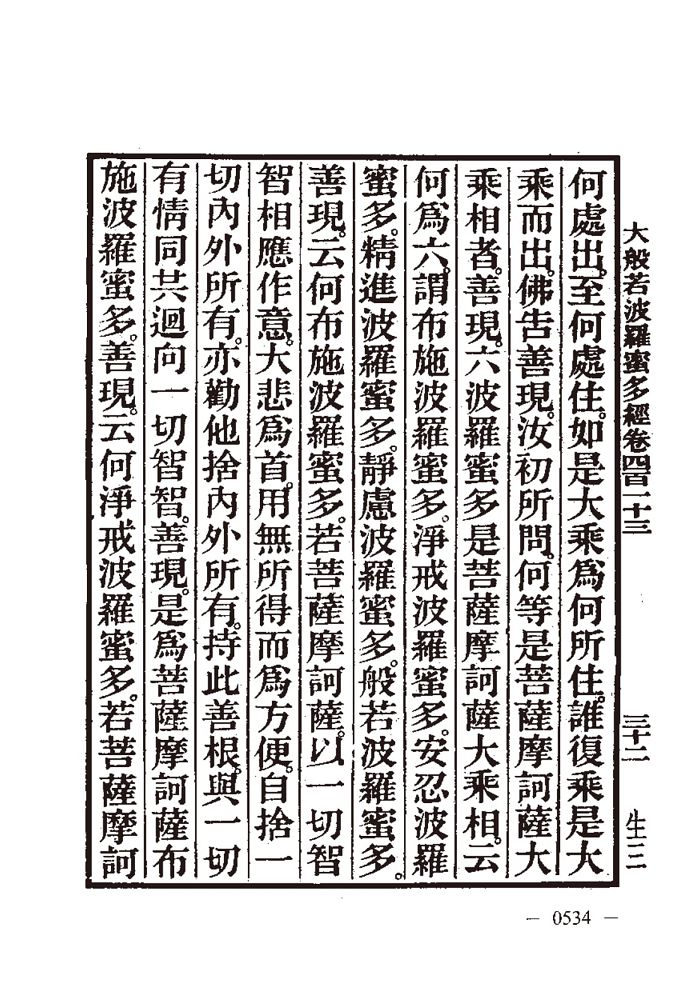 大般若波羅蜜多經卷四百一十三
三十二
生三
何處出。至何處住。如是大乘爲何所住。誰復乘是大
乘而出。佛告善現。汝初所問。何等是菩薩摩訶薩大
乘相者。善現。六波羅蜜多是菩薩摩訶薩大乘相。云
何爲六。謂布施波羅蜜多。淨戒波羅蜜多。安忍波羅
蜜多。精進波羅蜜多。靜慮波羅蜜多。般若波羅蜜多。
善現。云何布施波羅蜜多。若菩薩摩訶薩。以一切智
智相應作意。大悲爲首。用無所得而爲方便。自捨一
切內外所有。亦勸他捨內外所有。持此善根。與一切
有情同共迴向一切智智。善現。是爲菩薩摩訶薩布
施波羅蜜多。善現。云何淨戒波羅蜜多。若菩薩摩訶
— 0534 —